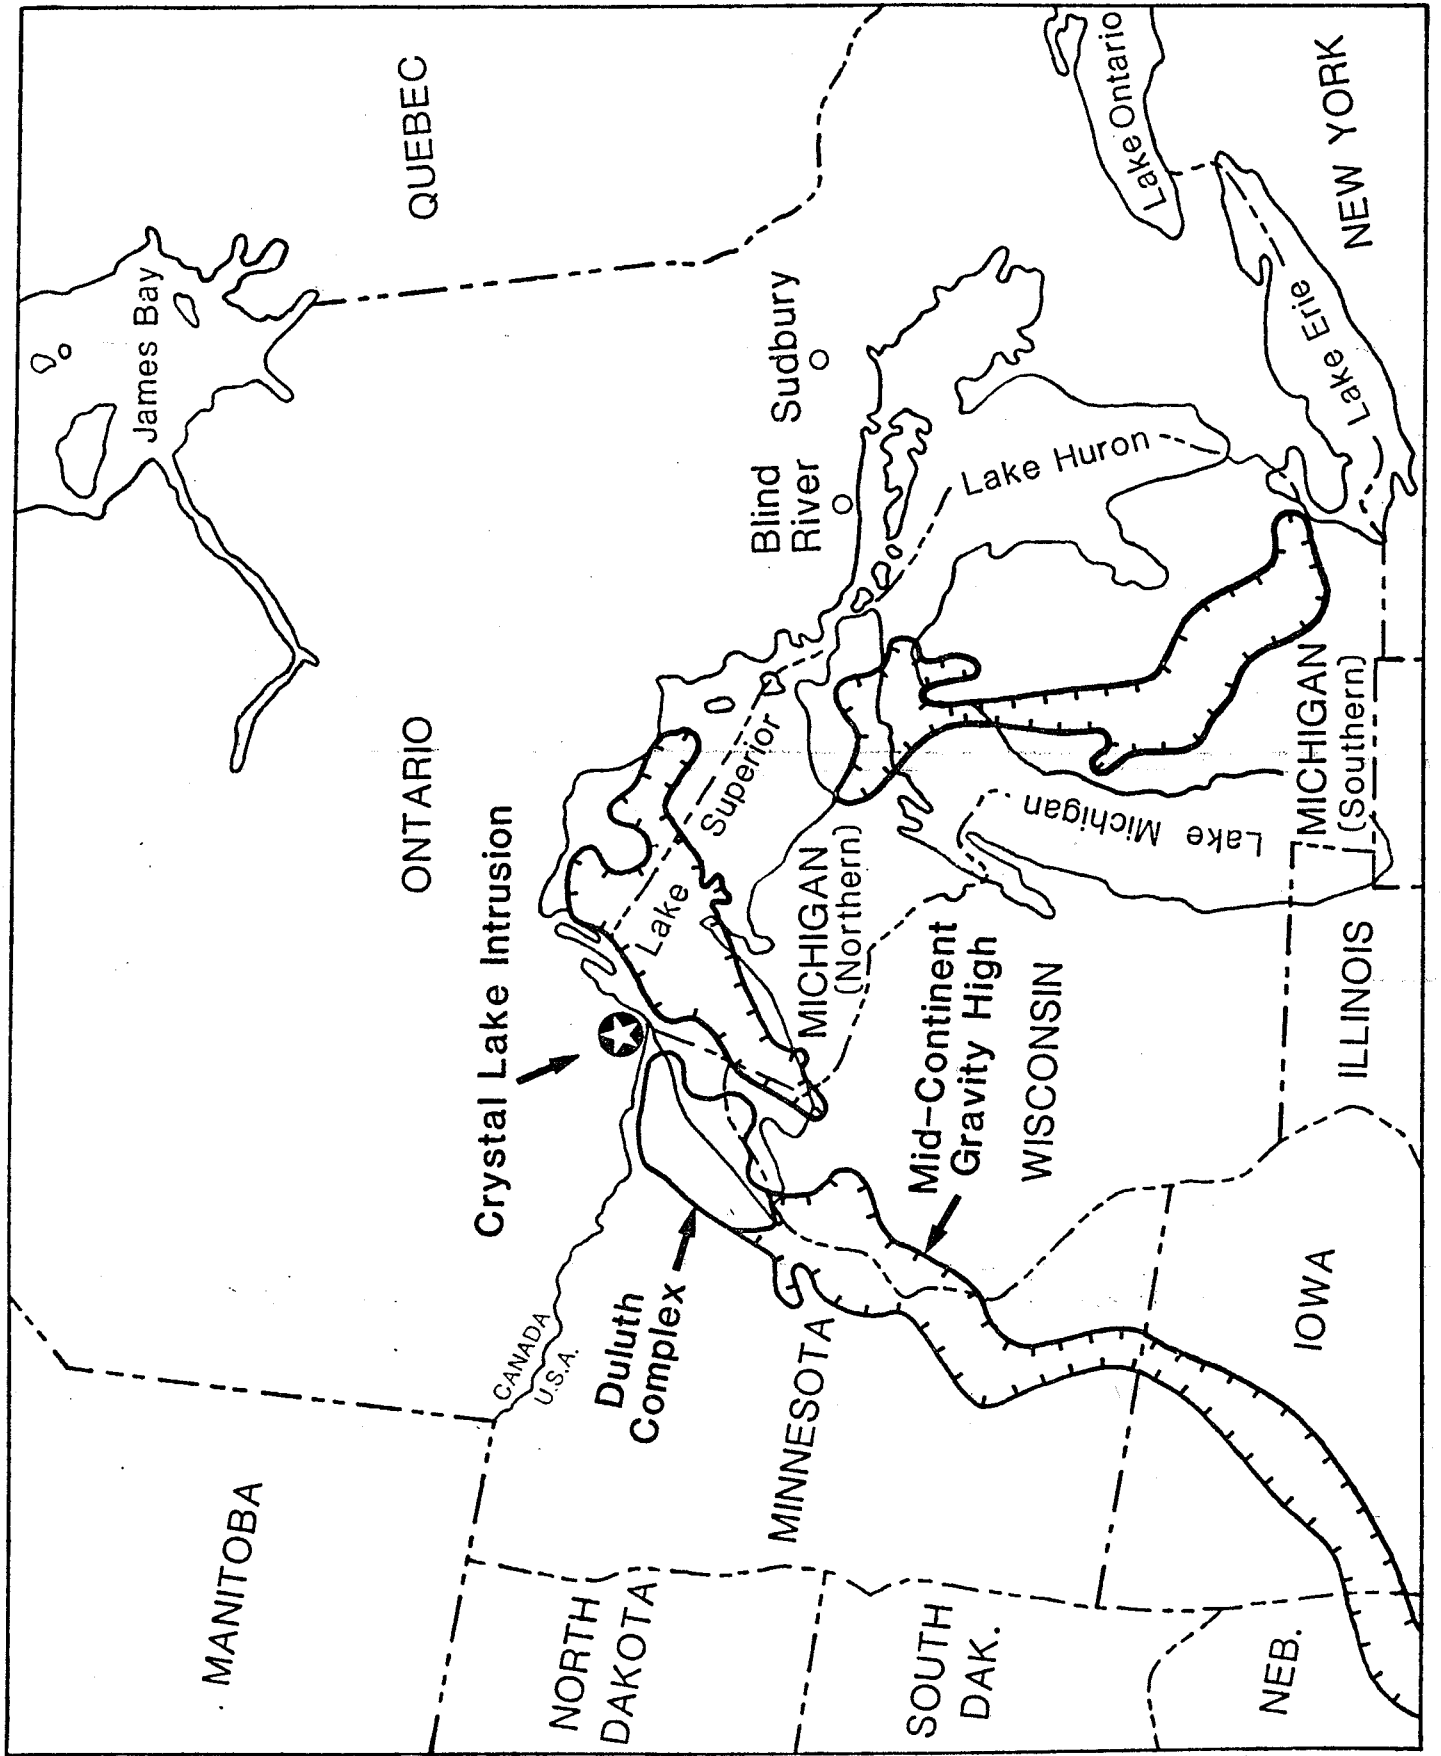 James Bay
QUEBEC
MANITOBA
ONTARIO
Crystal Lake Intrusion
CANADA
U.S.A.
Duluth
Complex
Lake Superior
Blind
River
Sudbury
NORTH
DAKOTA
MINNESOTA
MICHIGAN
(Northern)
Lake Huron
Lake Ontario
Mid-Continent
Gravity High
WISCONSIN
Lake Michigan
SOUTH
DAK.
MICHIGAN
(Southern)
Lake Erie
NEW YORK
NEB.
IOWA
ILLINOIS